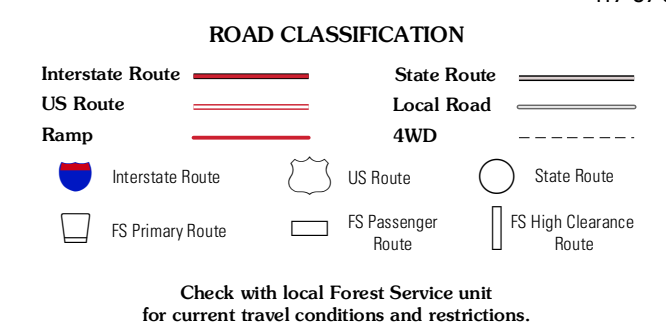 ROAD CLASSIFICATION
Interstate Route
State Route
US Route
Local Road
Ramp
4WD
Interstate Route
US Route
State Route
FS Primary Route
FS Passenger
Route
FS High Clearance
Route
Check with local Forest Service unit
for current travel conditions and restrictions.